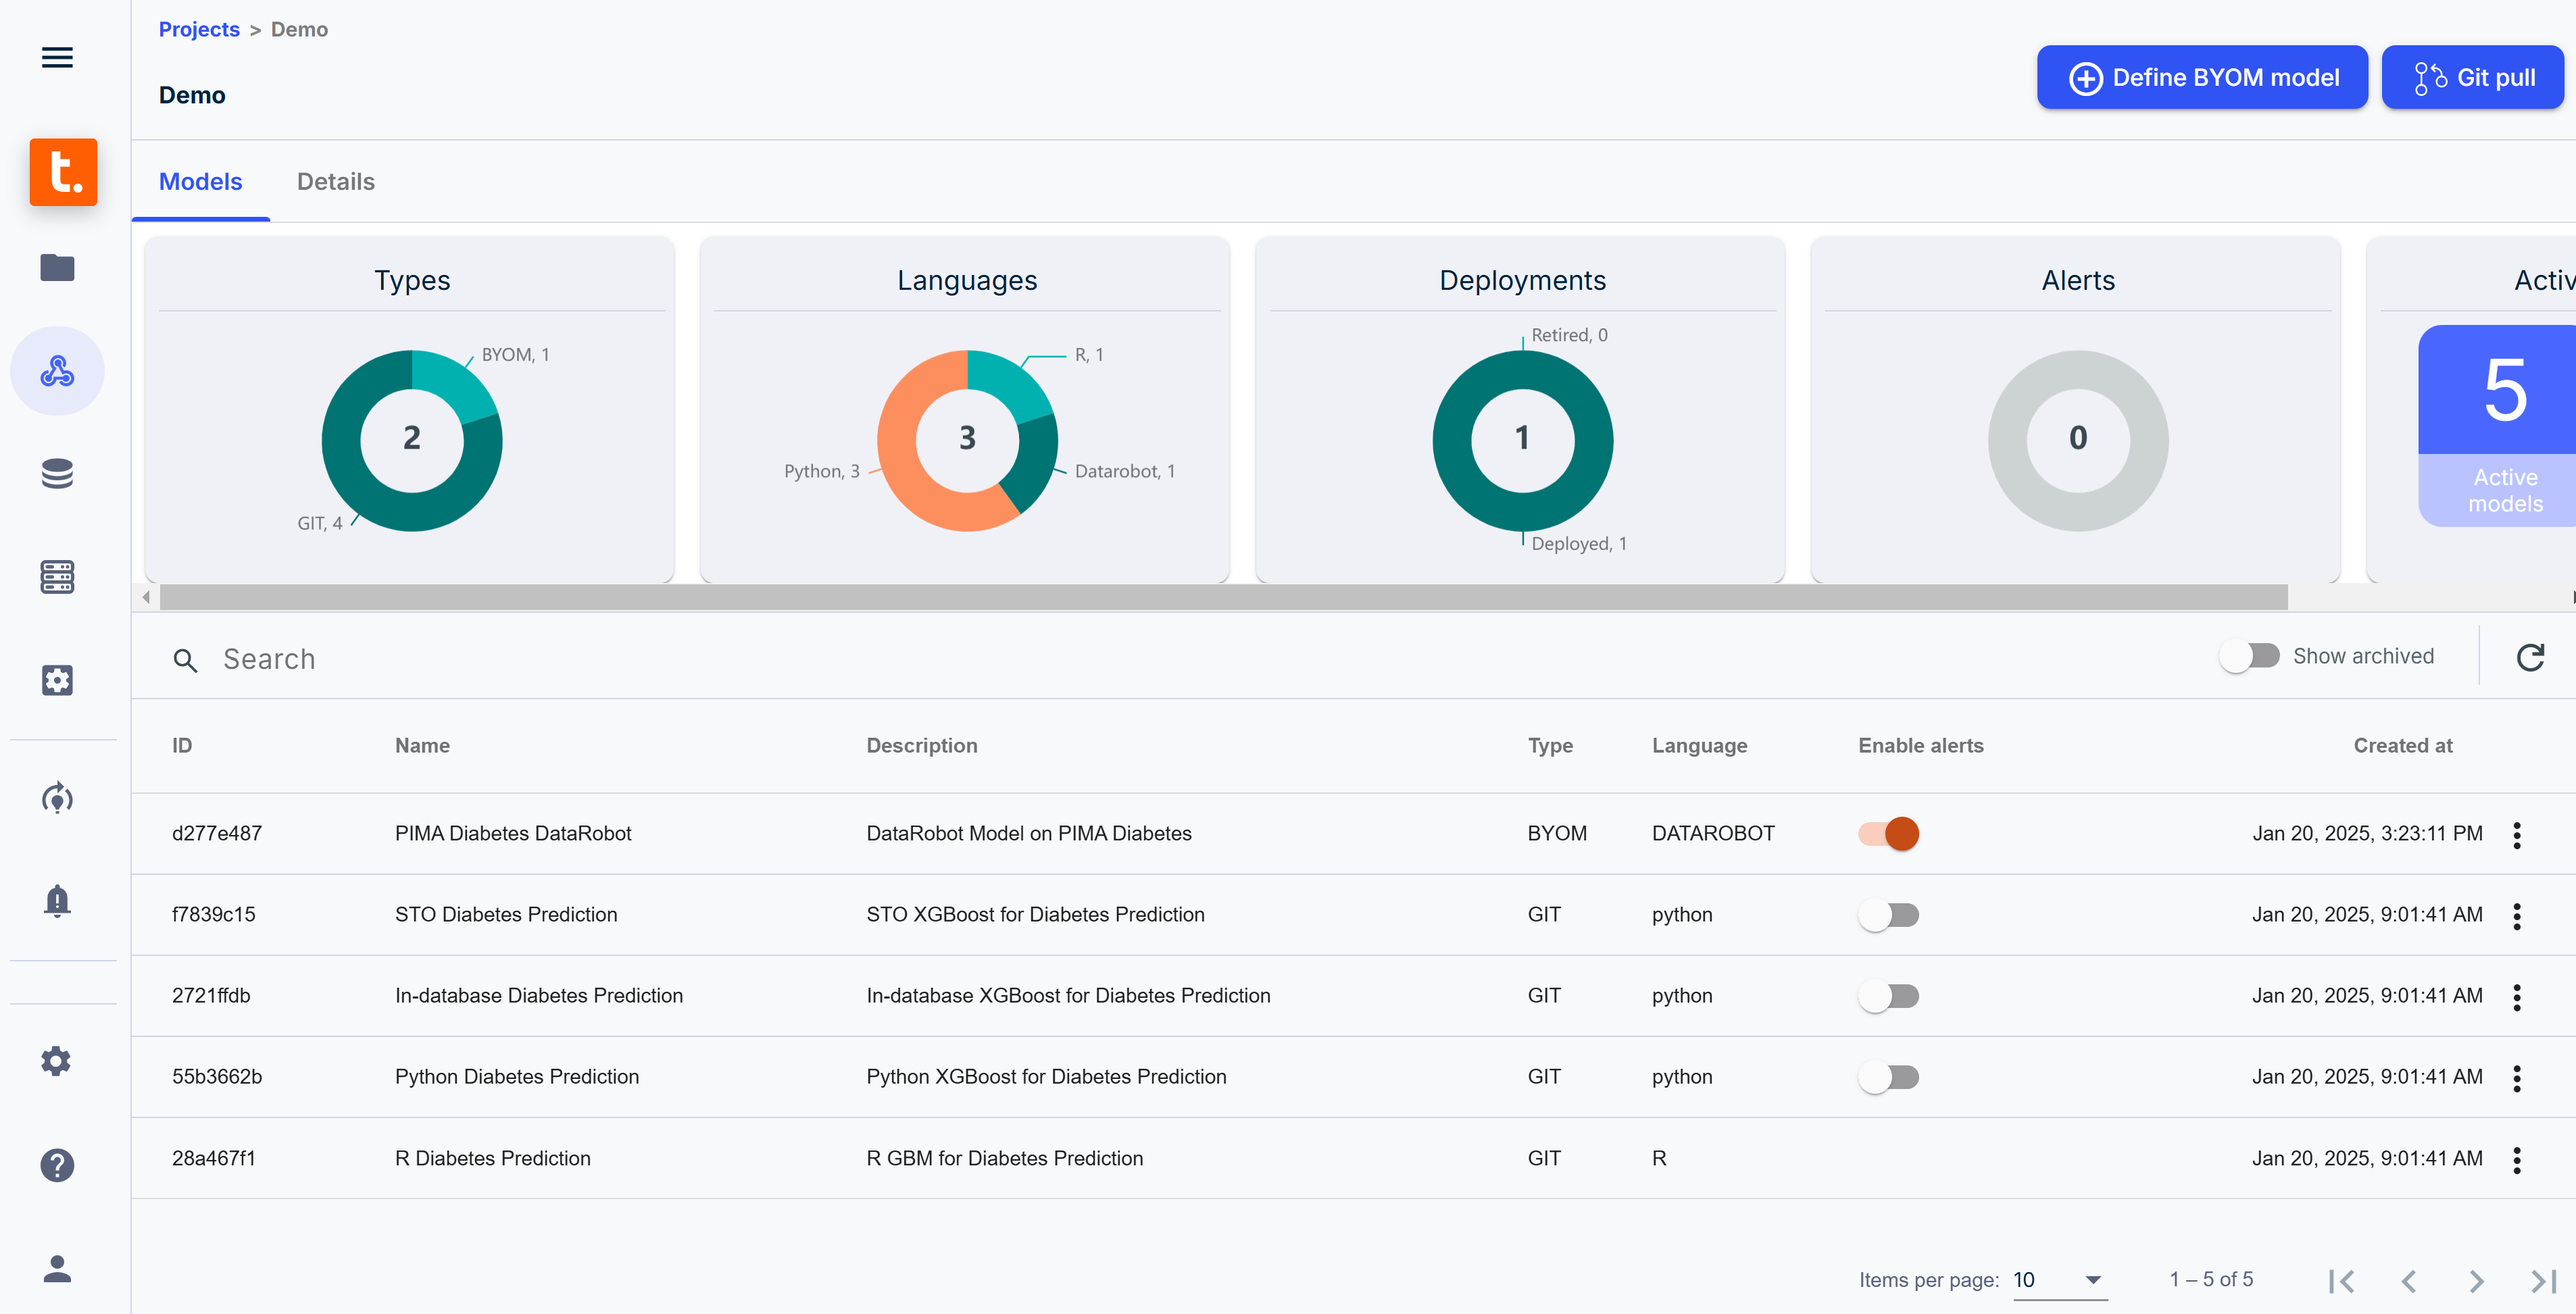 Projects > Demo
Demo
Define BYOM model
Git pull
t.
Models
Details
Types
BYOM, 1
2
GIT, 4
Languages
R, 1
3
Python, 3
Datarobot, 1
Deployments
Retired, 0
1
Deployed, 1
Alerts
0
Activ
5
Active
models
Search
Show archived
ID Name Description Type Language Enable alerts Created at
d277e487 PIMA Diabetes DataRobot DataRobot Model on PIMA Diabetes BYOM DATAROBOT Jan 20, 2025, 3:23:11 PM
f7839c15 STO Diabetes Prediction STO XGBoost for Diabetes Prediction GIT python Jan 20, 2025, 9:01:41 AM
2721ffdb In-database Diabetes Prediction In-database XGBoost for Diabetes Prediction GIT python Jan 20, 2025, 9:01:41 AM
55b3662b Python Diabetes Prediction Python XGBoost for Diabetes Prediction GIT python Jan 20, 2025, 9:01:41 AM
28a467f1 R Diabetes Prediction R GBM for Diabetes Prediction GIT R Jan 20, 2025, 9:01:41 AM
Items per page: 10 1 – 5 of 5